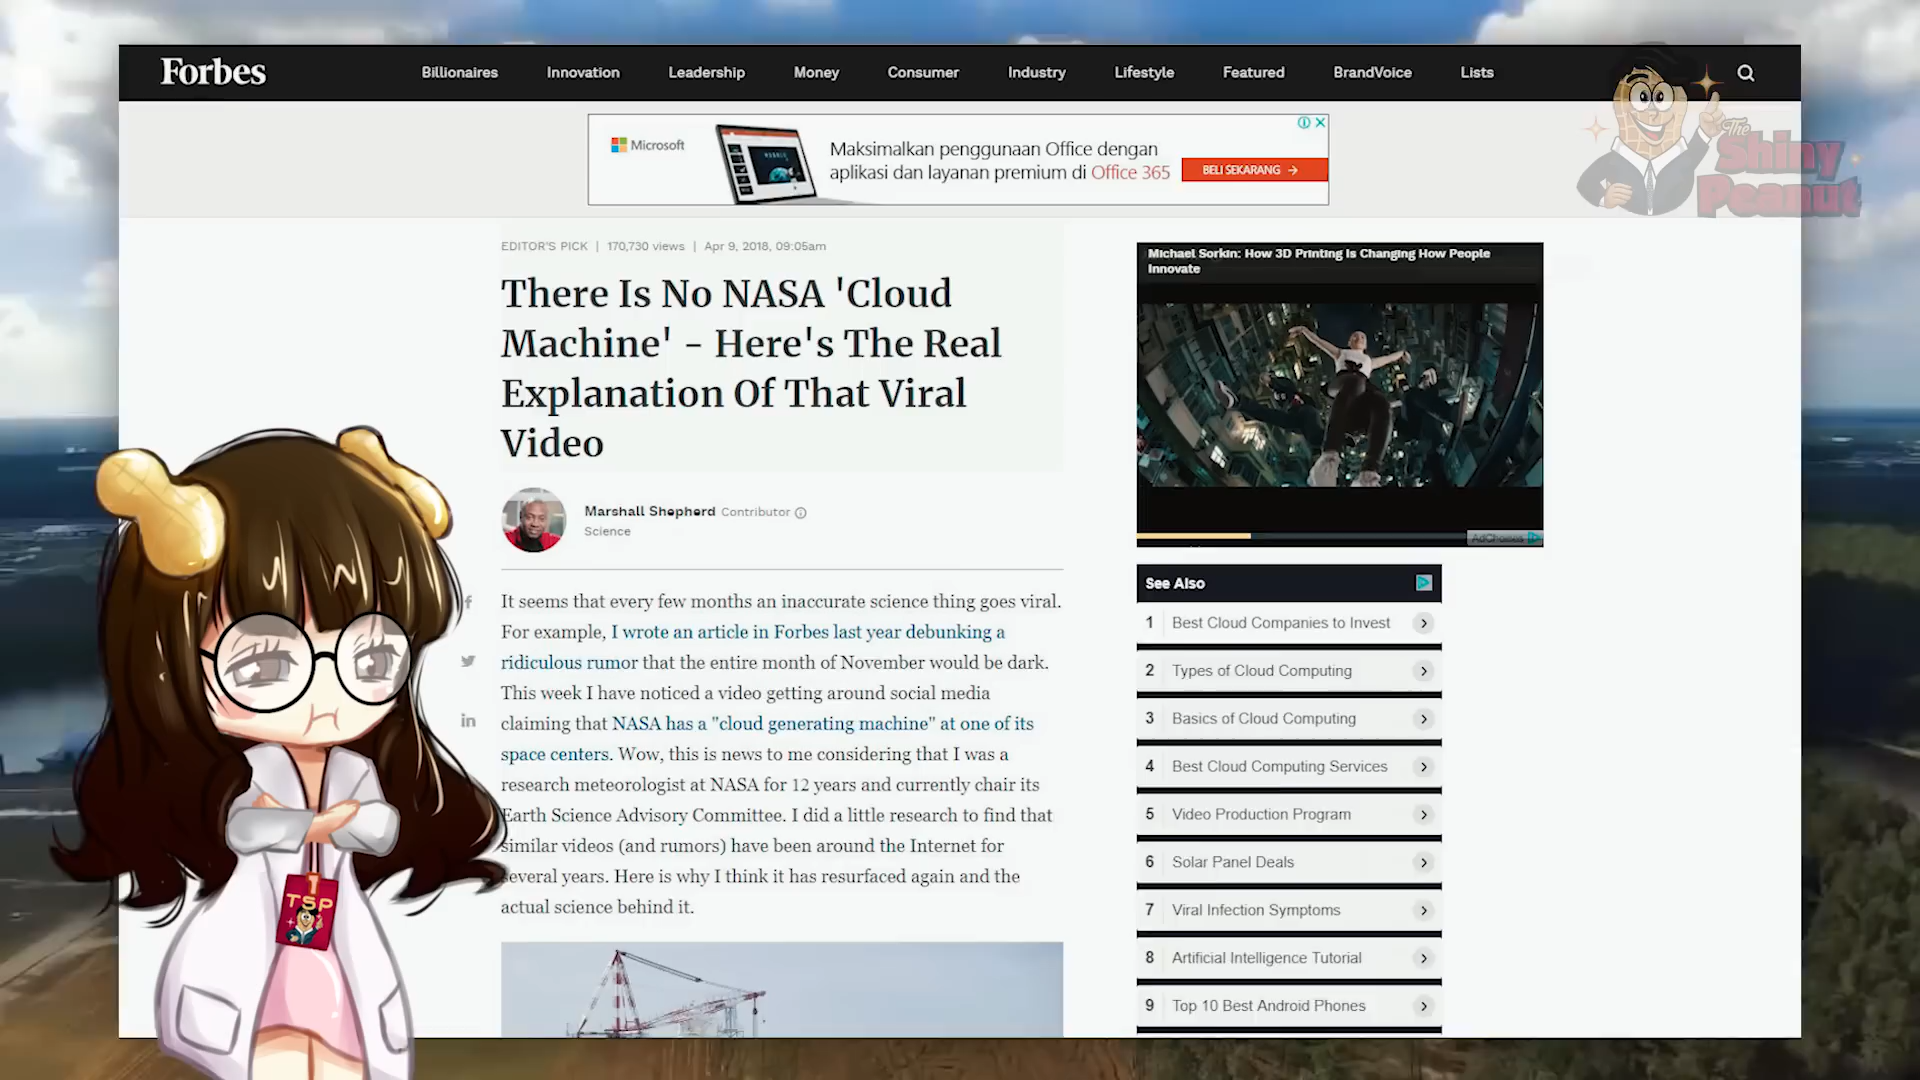 Forbes
Billionaires
Innovation
Leadership
Money
Consumer
Industry
Lifestyle
Featured
BrandVoice
Lists
The
Shiny
Peanut
Microsoft
Maksimalkan penggunaan Office dengan
aplikasi dan layanan premium di Office 365
BELI SEKARANG →
EDITOR'S PICK | 170,730 views | Apr 9, 2018, 09:05am
There Is No NASA 'Cloud
Machine' - Here's The Real
Explanation Of That Viral
Video
Marshall Shepherd Contributor
Science
It seems that every few months an inaccurate science thing goes viral.
For example, I wrote an article in Forbes last year debunking a
ridiculous rumor that the entire month of November would be dark.
This week I have noticed a video getting around social media
claiming that NASA has a "cloud generating machine" at one of its
space centers. Wow, this is news to me considering that I was a
research meteorologist at NASA for 12 years and currently chair its
Earth Science Advisory Committee. I did a little research to find that
similar videos (and rumors) have been around the Internet for
several years. Here is why I think it has resurfaced again and the
actual science behind it.
f
in
1
TSP
Michael Sorkin: How 3D Printing Is Changing How People
Innovate
AdChoices
See Also
1 Best Cloud Companies to Invest
2 Types of Cloud Computing
3 Basics of Cloud Computing
4 Best Cloud Computing Services
5 Video Production Program
6 Solar Panel Deals
7 Viral Infection Symptoms
8 Artificial Intelligence Tutorial
9 Top 10 Best Android Phones